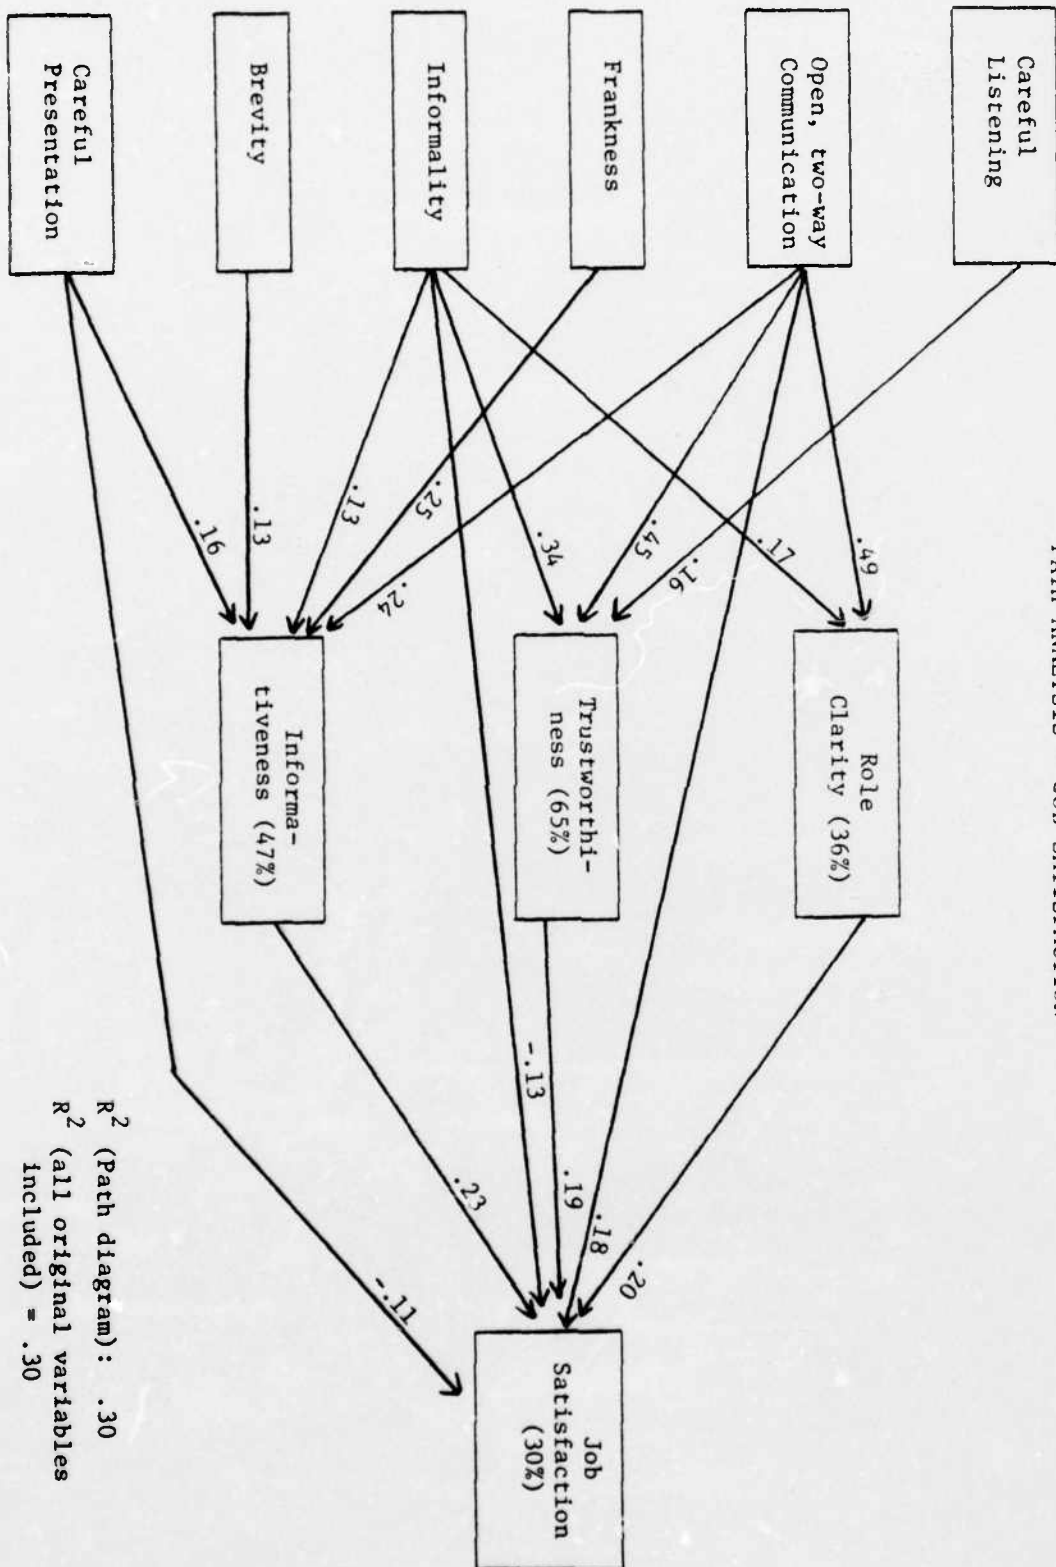 PATH ANALYSIS - JOB SATISFACTION
Careful
Listening
Open, two-way
Communication
Frankness
Informality
Brevity
Careful
Presentation
.49
.17
.16
.45
.34
.24
.25
.13
.13
.16
Role
Clarity (36%)
Trustworthi-
ness (65%)
Informa-
tiveness (47%)
.20
.18
.19
-.13
.23
-.11
Job
Satisfaction
(30%)
R2 (Path diagram): .30
R2 (all original variables
included) = .30